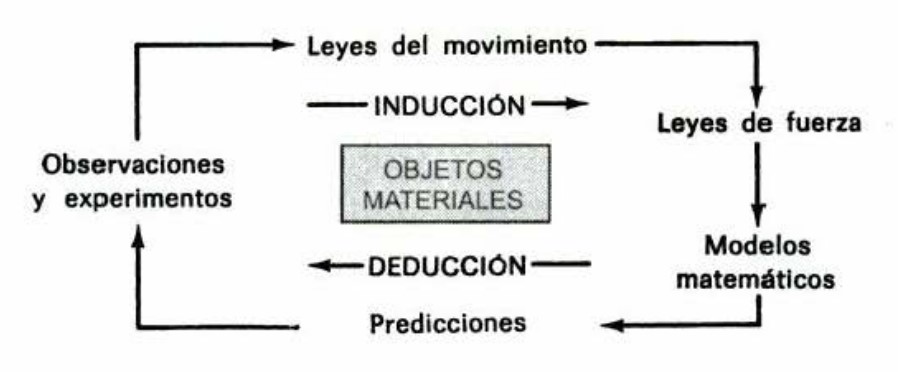 Leyes del movimiento
INDUCCIÓN
Leyes de fuerza
Observaciones
y experimentos
OBJETOS
MATERIALES
DEDUCCIÓN
Modelos
matemáticos
Predicciones